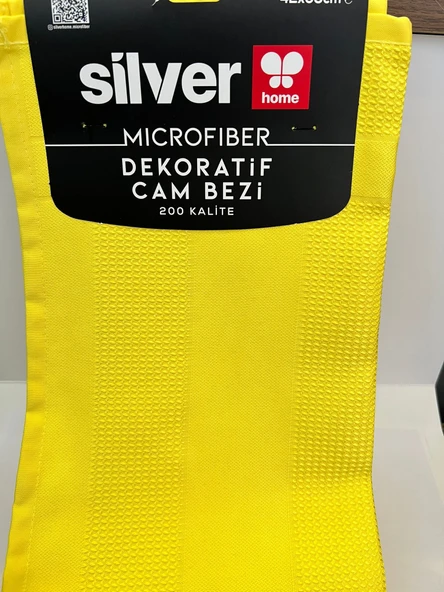 silver
home
MICROFIBER
DEKORATİF
CAM BEZİ
200 KALİTE